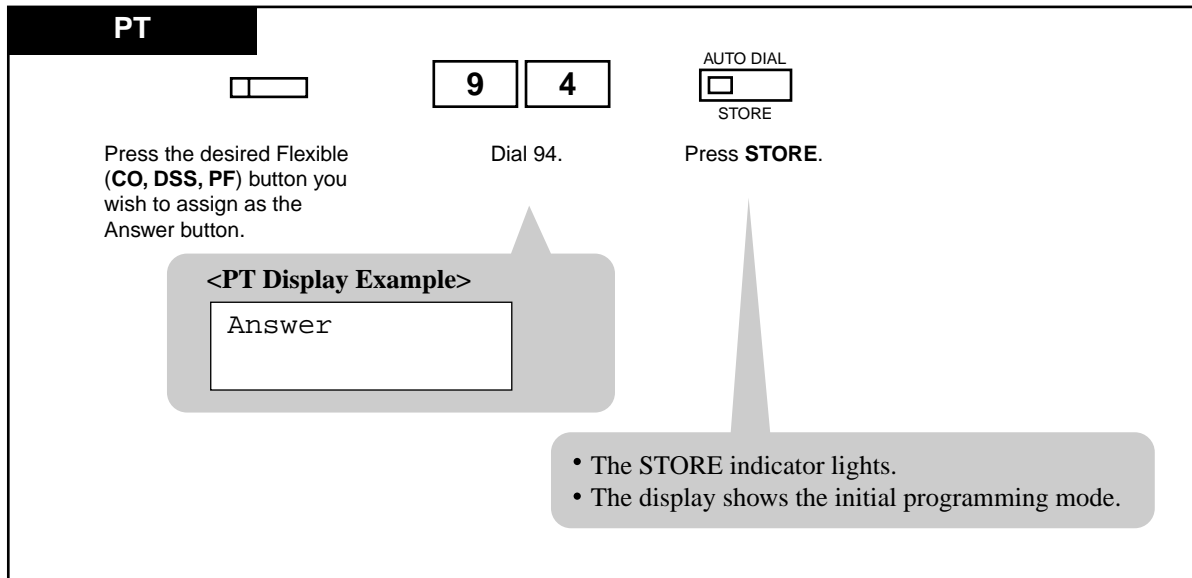 PT
9 4
AUTO DIAL
STORE
Press the desired Flexible
(CO, DSS, PF) button you
wish to assign as the
Answer button.
Dial 94.
Press STORE.
<PT Display Example>
Answer
• The STORE indicator lights.
• The display shows the initial programming mode.